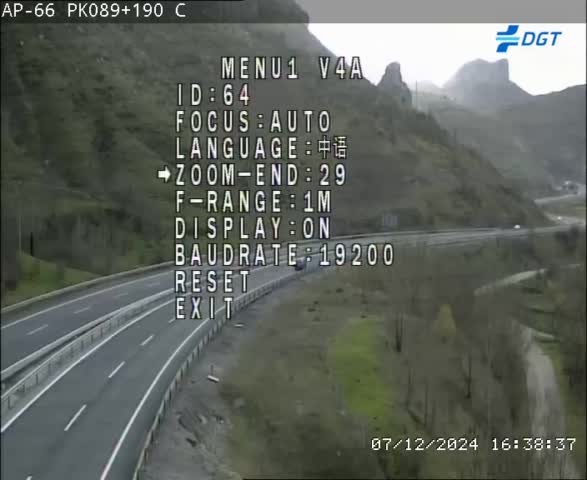 AP-66 PK089+190 C
DGT
MENU1 V4A
ID:64
FOCUS:AUTO
LANGUAGE:中语
ZOOM-END:29
F-RANGE:1M
DISPLAY:ON
BAUDRATE:19200
RESET
EXIT
07/12/2024 16:38:37